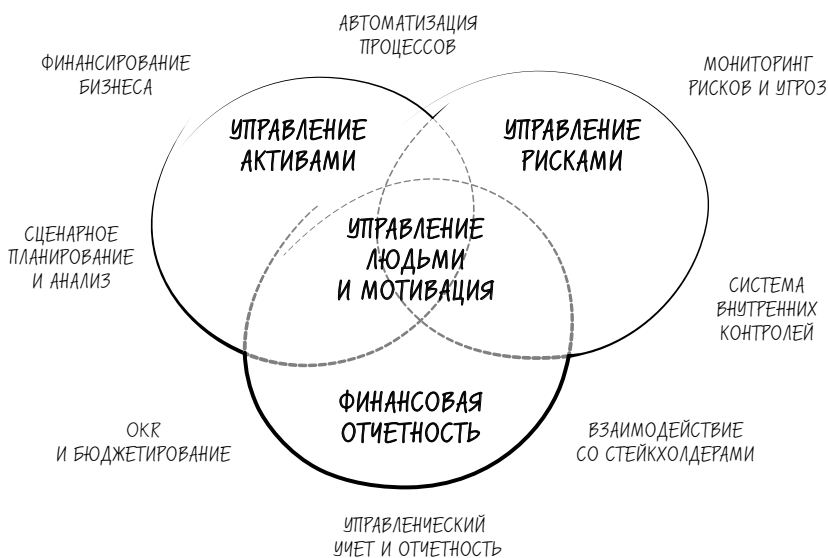 АВТОМАТИЗАЦИЯ
ПРОЦЕССОВ
ФИНАНСИРОВАНИЕ
БИЗНЕСА
МОНИТОРИНГ
РИСКОВ И УГРОЗ
УПРАВЛЕНИЕ
АКТИВАМИ
УПРАВЛЕНИЕ
РИСКАМИ
СЦЕНАРНОЕ
ПЛАНИРОВАНИЕ
И АНАЛИЗ
УПРАВЛЕНИЕ
ЛЮДЬМИ
И МОТИВАЦИЯ
СИСТЕМА
ВНУТРЕННИХ
КОНТРОЛЕЙ
ФИНАНСОВАЯ
ОТЧЕТНОСТЬ
OKR
И БЮДЖЕТИРОВАНИЕ
ВЗАИМОДЕЙСТВИЕ
СО СТЕЙКХОЛДЕРАМИ
УПРАВЛЕНЧЕСКИЙ
УЧЕТ И ОТЧЕТНОСТЬ